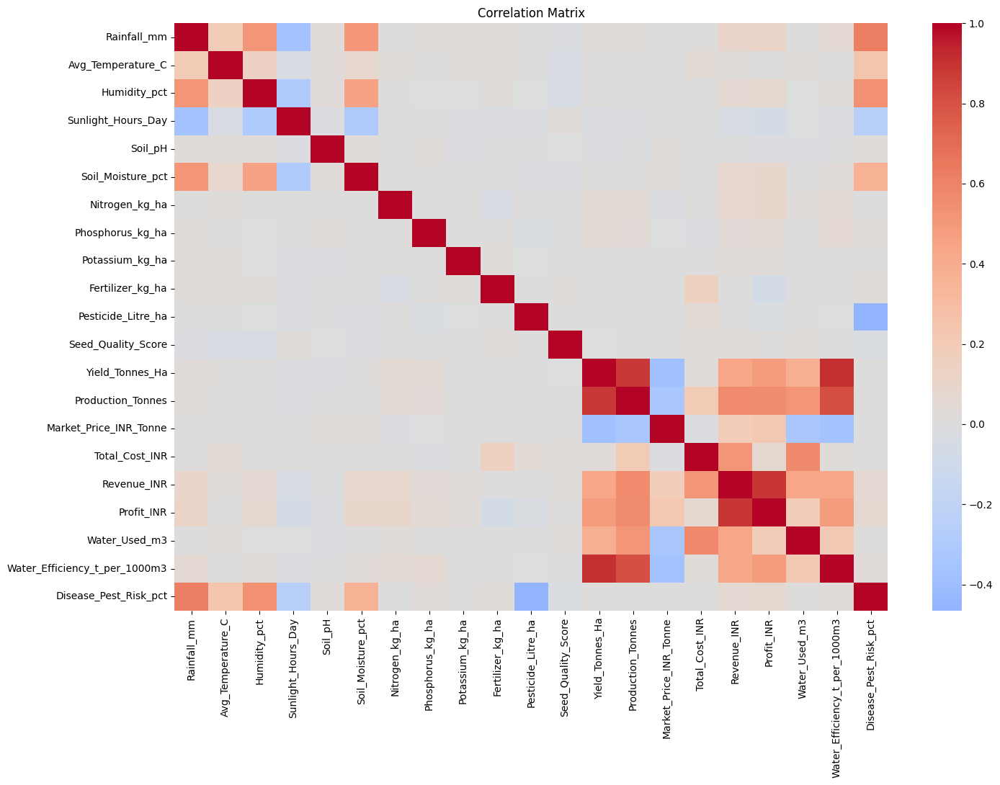 Correlation Matrix
Rainfall_mm
Avg_Temperature_C
Humidity_pct
Sunlight_Hours_Day
Soil_pH
Soil_Moisture_pct
Nitrogen_kg_ha
Phosphorus_kg_ha
Potassium_kg_ha
Fertilizer_kg_ha
Pesticide_Litre_ha
Seed_Quality_Score
Yield_Tonnes_Ha
Production_Tonnes
Market_Price_INR_Tonne
Total_Cost_INR
Revenue_INR
Profit_INR
Water_Used_m3
Water_Efficiency_t_per_1000m3
Disease_Pest_Risk_pct
Rainfall_mm
Avg_Temperature_C
Humidity_pct
Sunlight_Hours_Day
Soil_pH
Soil_Moisture_pct
Nitrogen_kg_ha
Phosphorus_kg_ha
Potassium_kg_ha
Fertilizer_kg_ha
Pesticide_Litre_ha
Seed_Quality_Score
Yield_Tonnes_Ha
Production_Tonnes
Market_Price_INR_Tonne
Total_Cost_INR
Revenue_INR
Profit_INR
Water_Used_m3
Water_Efficiency_t_per_1000m3
Disease_Pest_Risk_pct
1.0
0.8
0.6
0.4
0.2
0.0
−0.2
−0.4